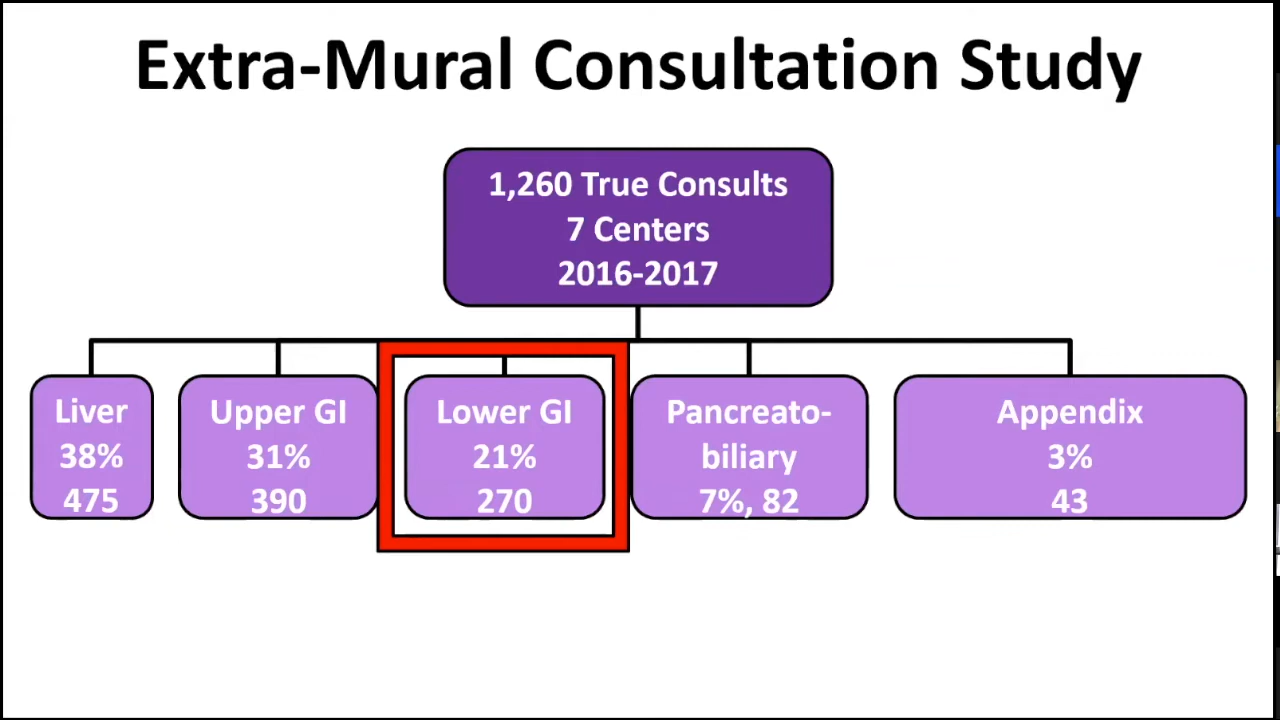 Extra-Mural Consultation Study
1,260 True Consults
7 Centers
2016-2017
Liver
38%
475
Upper GI
31%
390
Lower GI
21%
270
Pancreato-
biliary
7%, 82
Appendix
3%
43